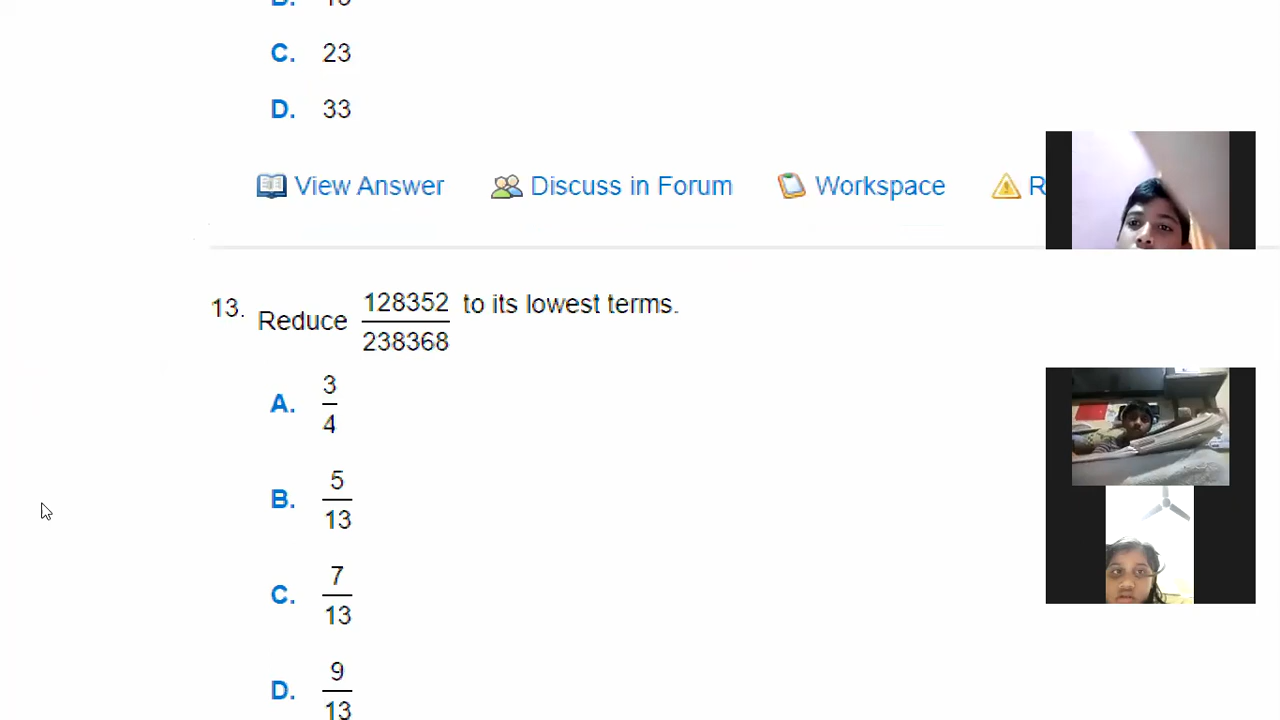 C. 23
D. 33
View Answer Discuss in Forum Workspace R
13. Reduce 128352/238368 to its lowest terms.
A. 3/4
B. 5/13
C. 7/13
D. 9/13